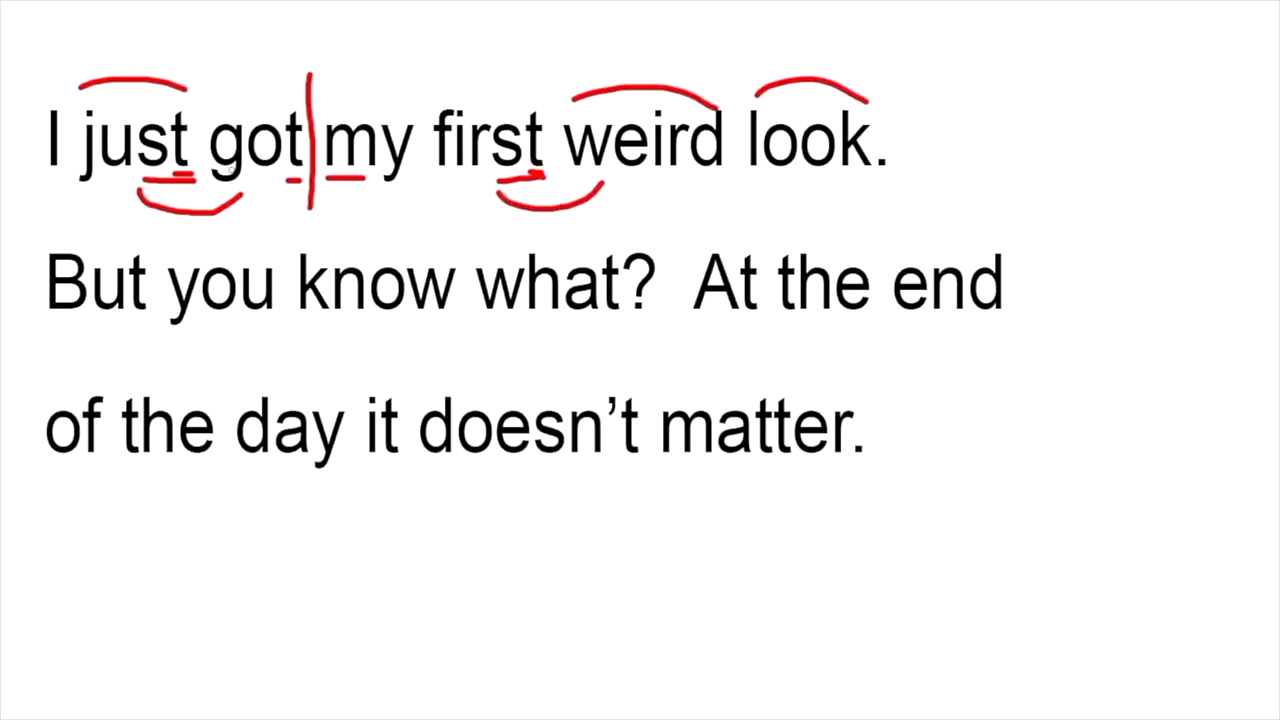 I just got my first weird look.
But you know what?  At the end
of the day it doesn’t matter.